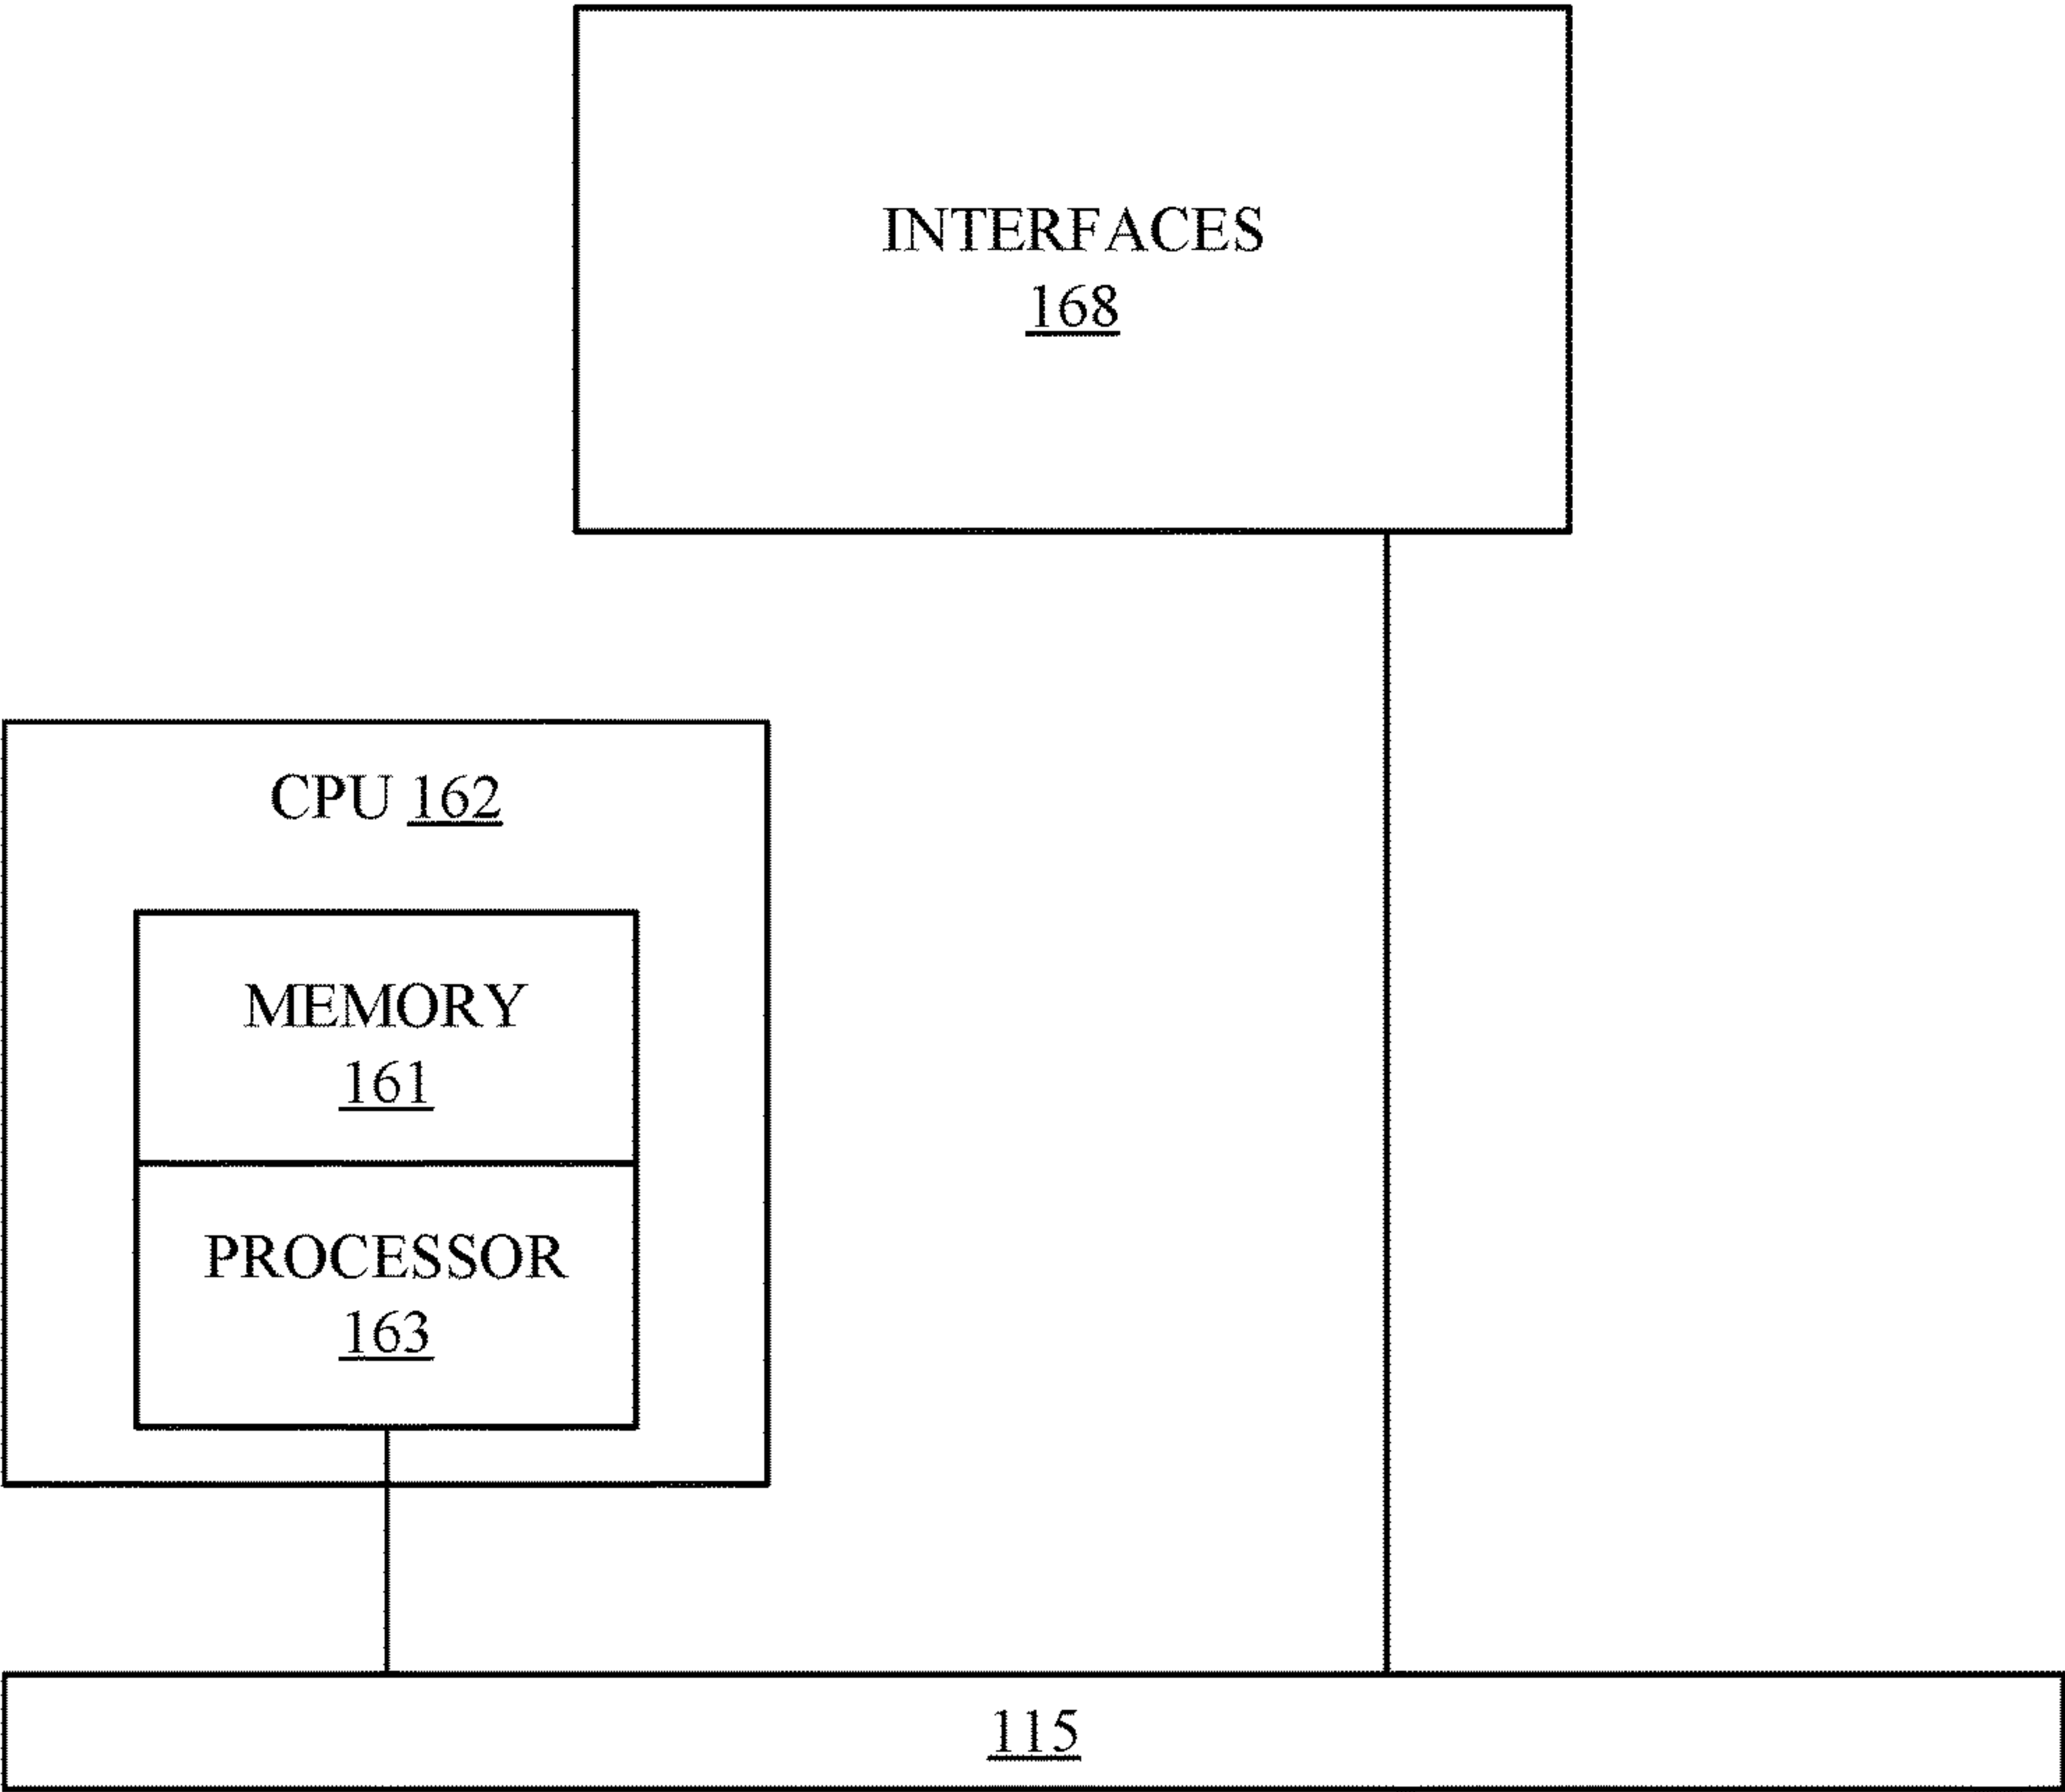 INTERFACES
168
CPU 162
MEMORY
161
PROCESSOR
163
115